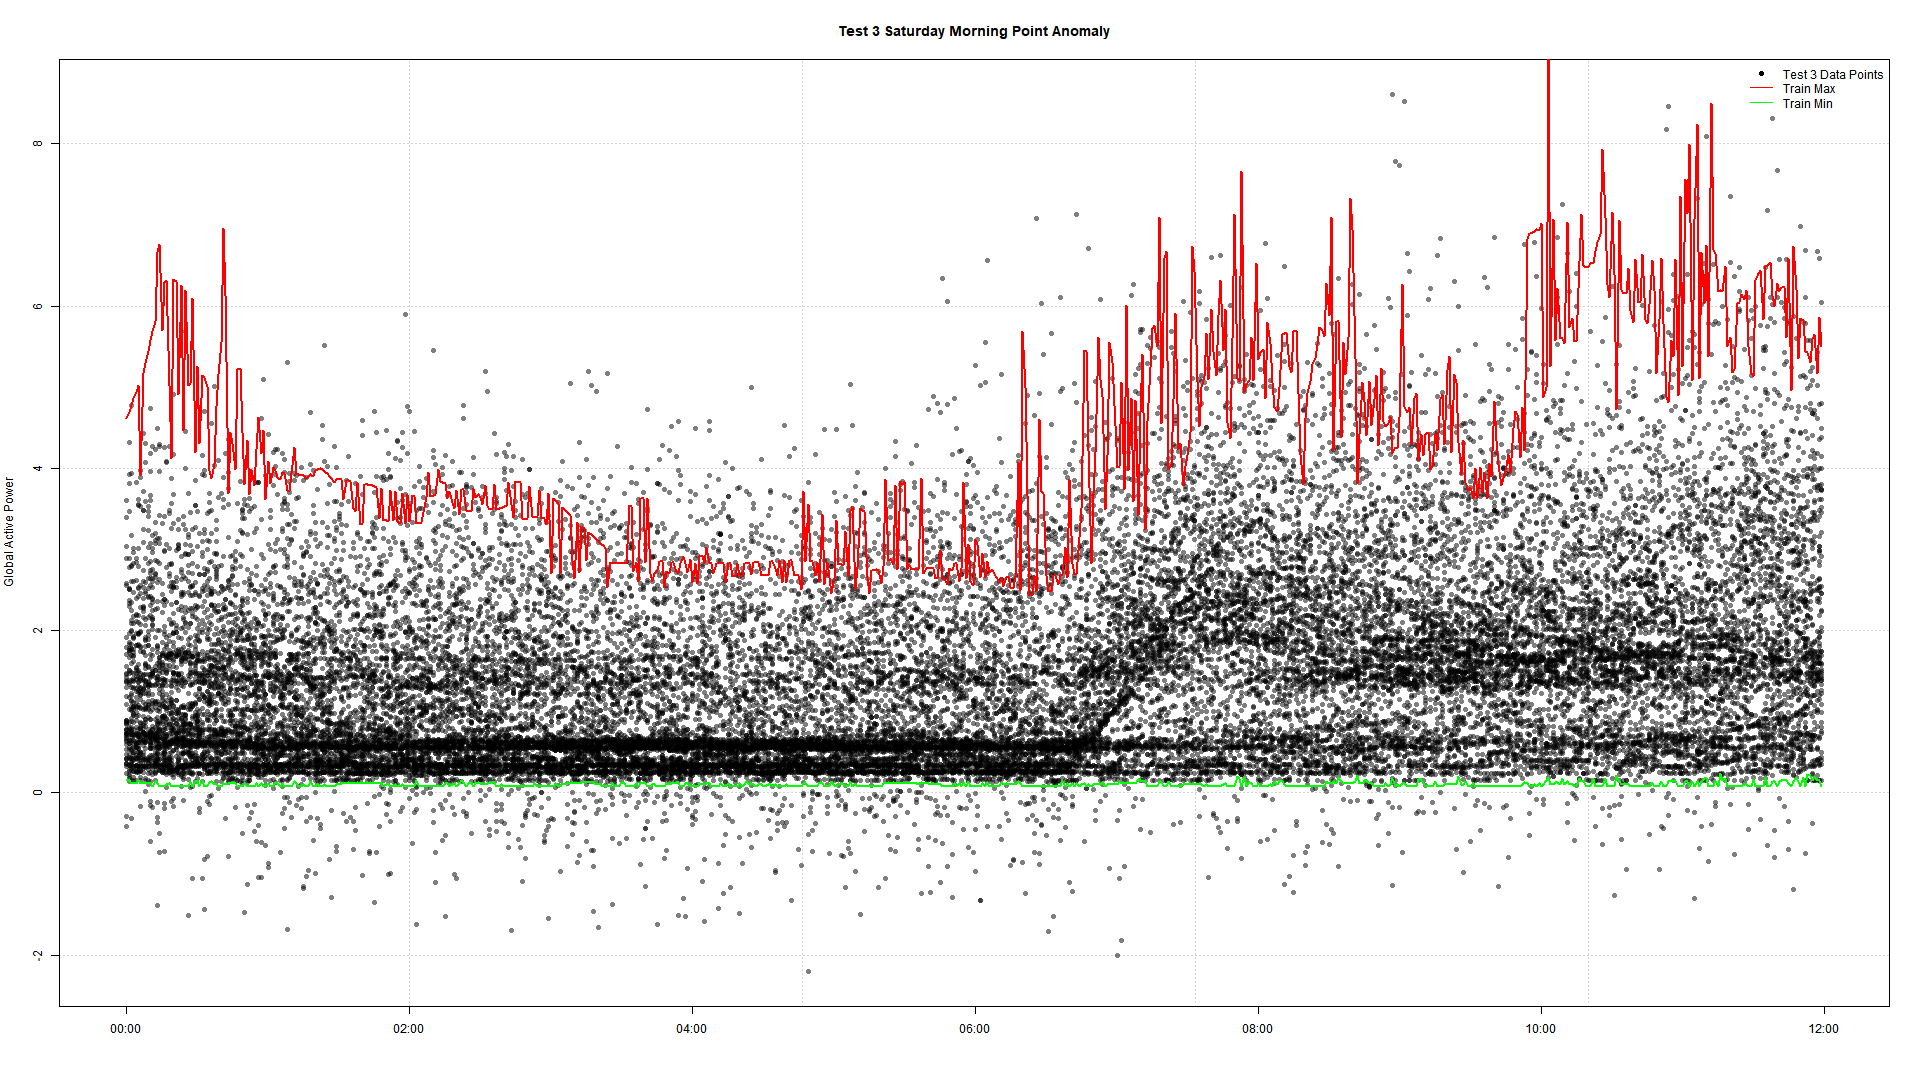 Test 3 Saturday Morning Point Anomaly
Test 3 Data Points
Train Max
Train Min
Global Active Power
8
6
4
2
0
-2
00:00 02:00 04:00 06:00 08:00 10:00 12:00